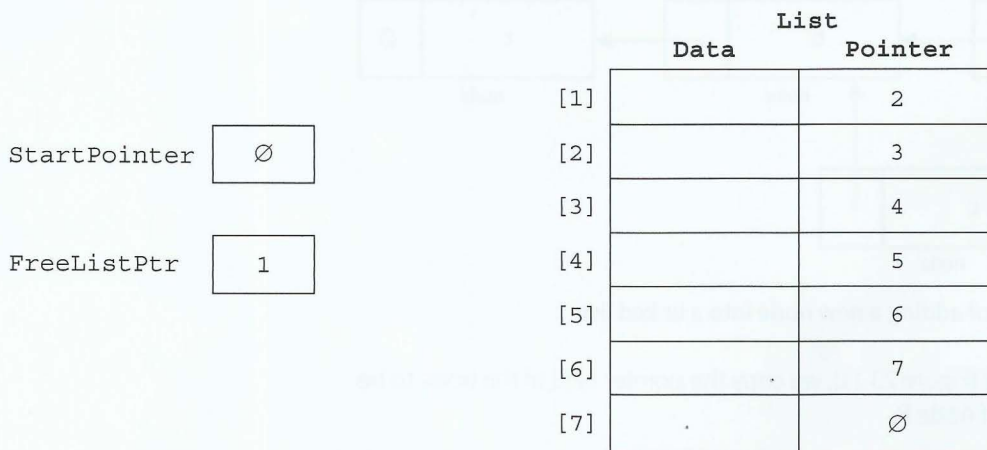 List
Data Pointer
[1] 2
StartPointer ∅ [2] 3
[3] 4
FreeListPtr 1 [4] 5
[5] 6
[6] 7
[7] ∅